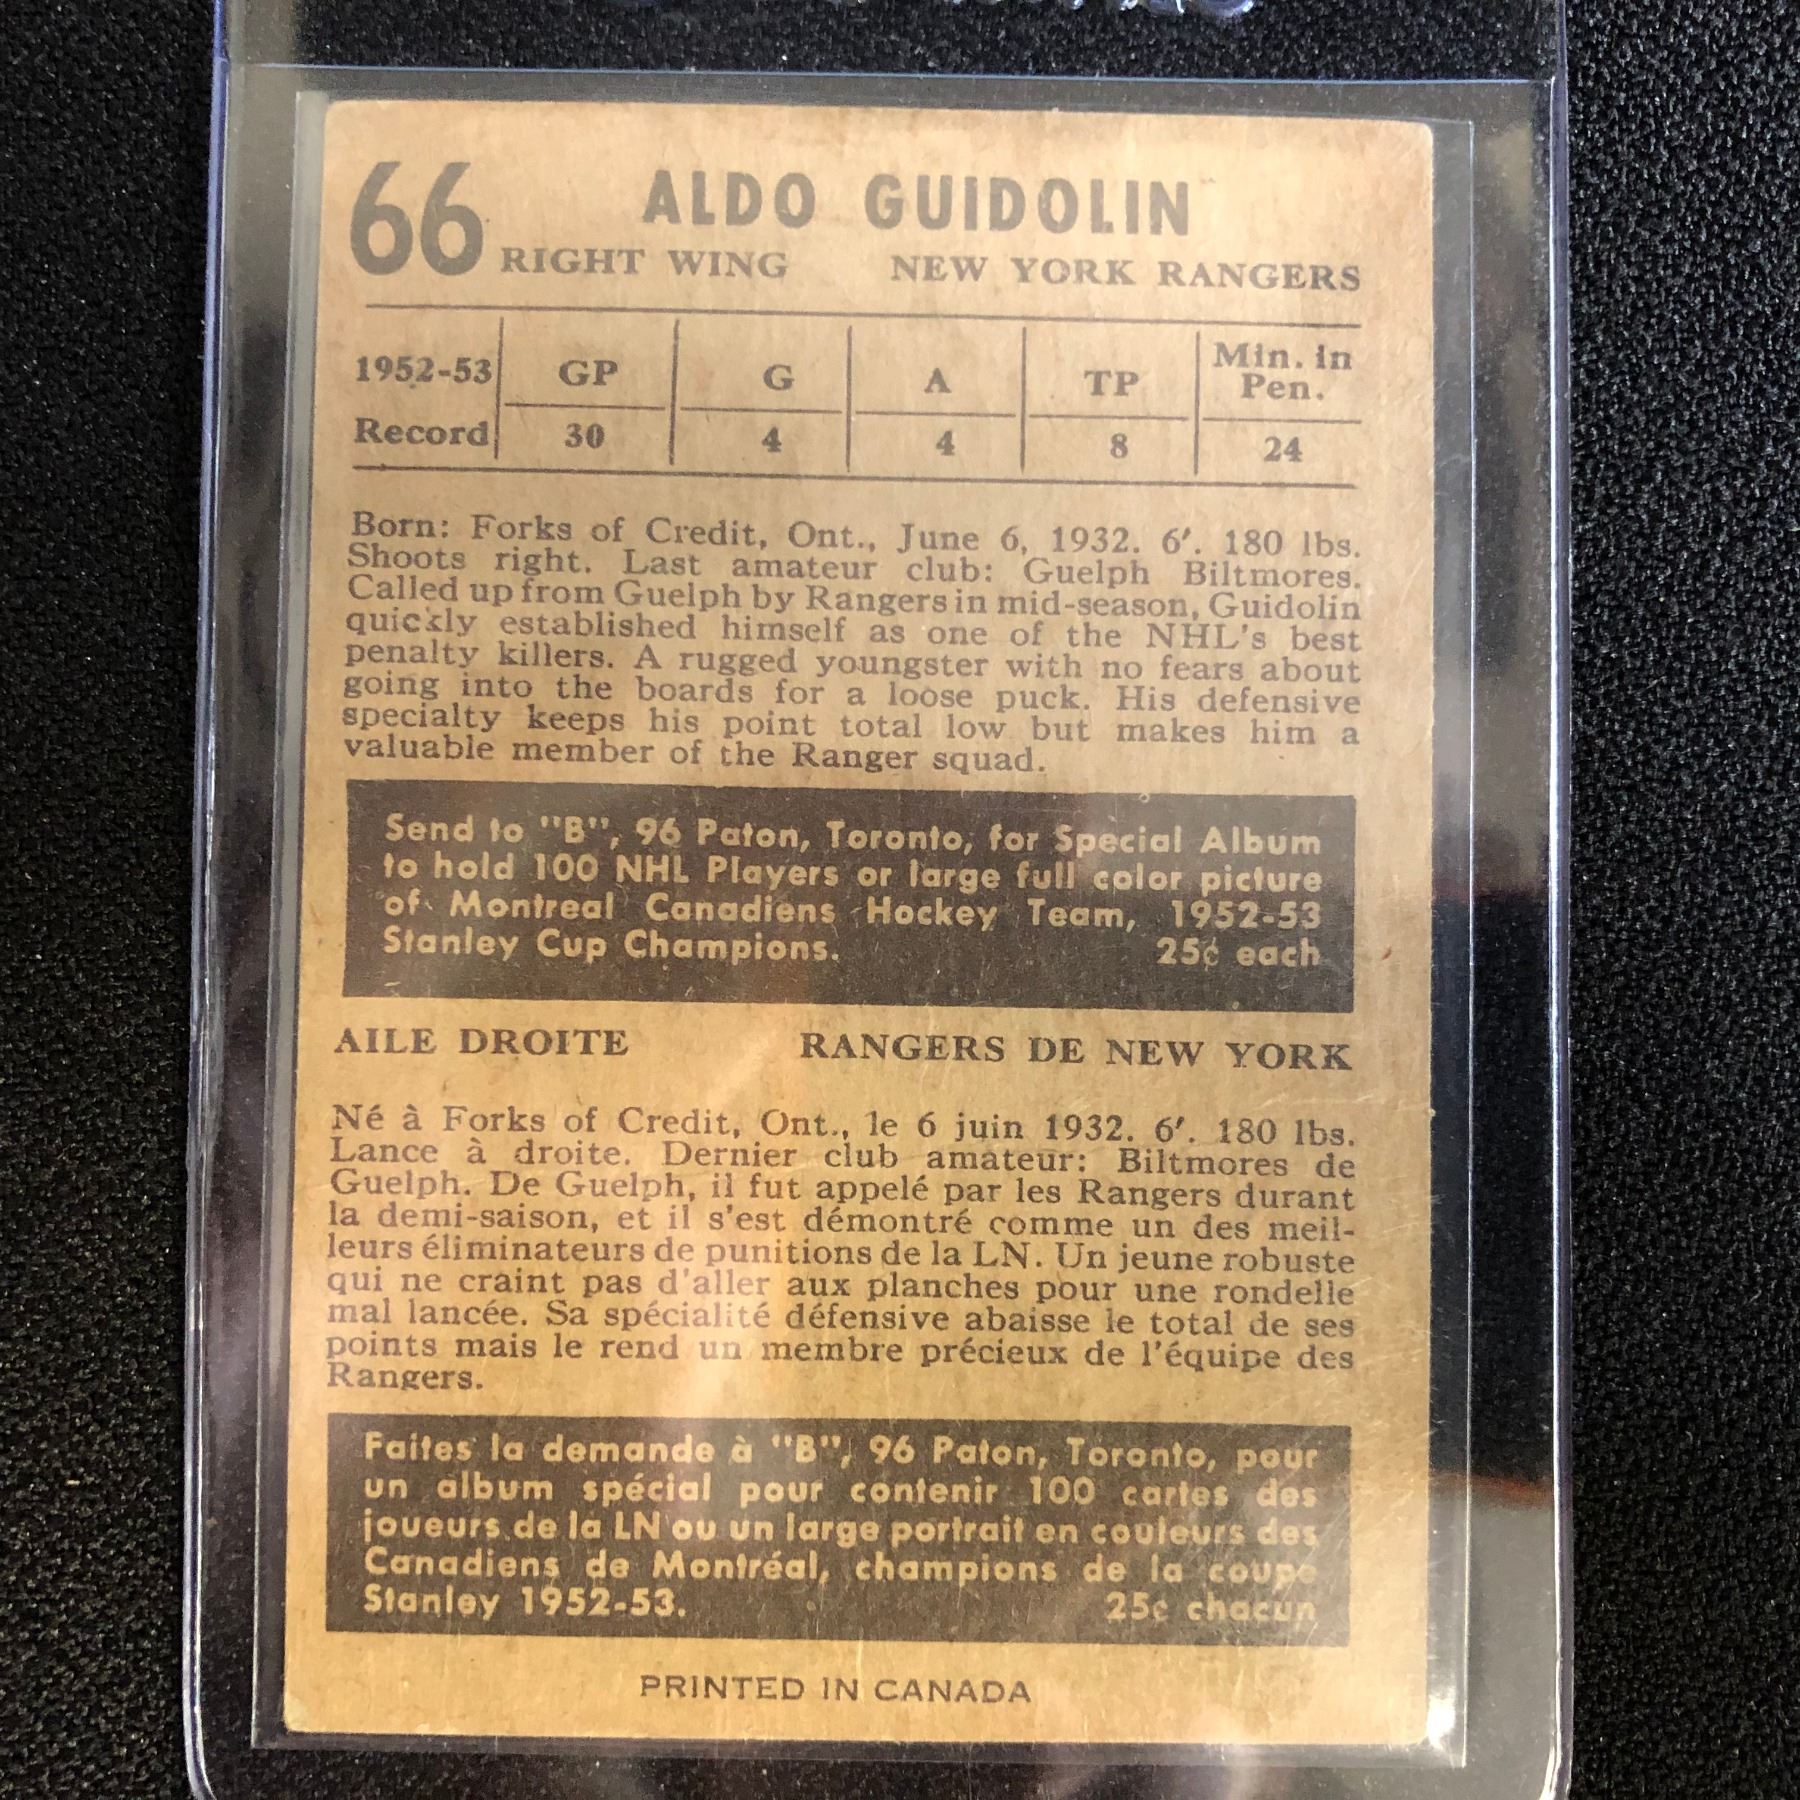 66 ALDO GUIDOLIN
RIGHT WING NEW YORK RANGERS
1952-53 GP G A TP Min. in Pen.
Record 30 4 4 8 24
Born: Forks of Credit, Ont., June 6, 1932. 6'. 180 lbs.
Shoots right. Last amateur club: Guelph Biltmores.
Called up from Guelph by Rangers in mid-season, Guidolin
quickly established himself as one of the NHL's best
penalty killers. A rugged youngster with no fears about
going into the boards for a loose puck. His defensive
specialty keeps his point total low but makes him a
valuable member of the Ranger squad.
Send to "B", 96 Paton, Toronto, for Special Album
to hold 100 NHL Players or large full color picture
of Montreal Canadiens Hockey Team, 1952-53
Stanley Cup Champions. 25¢ each
AILE DROITE RANGERS DE NEW YORK
Né à Forks of Credit, Ont., le 6 juin 1932. 6'. 180 lbs.
Lance à droite. Dernier club amateur: Biltmores de
Guelph. De Guelph, il fut appelé par les Rangers durant
la demi-saison, et il s'est démontré comme un des meil-
leurs éliminateurs de punitions de la LN. Un jeune robuste
qui ne craint pas d'aller aux planches pour une rondelle
mal lancée. Sa spécialité défensive abaisse le total de ses
points mais le rend un membre précieux de l'équipe des
Rangers.
Faites la demande à "B", 96 Paton, Toronto, pour
un album spécial pour contenir 100 cartes des
joueurs de la LN ou un large portrait en couleurs des
Canadiens de Montréal, champions de la coupe
Stanley 1952-53. 25¢ chacun
PRINTED IN CANADA